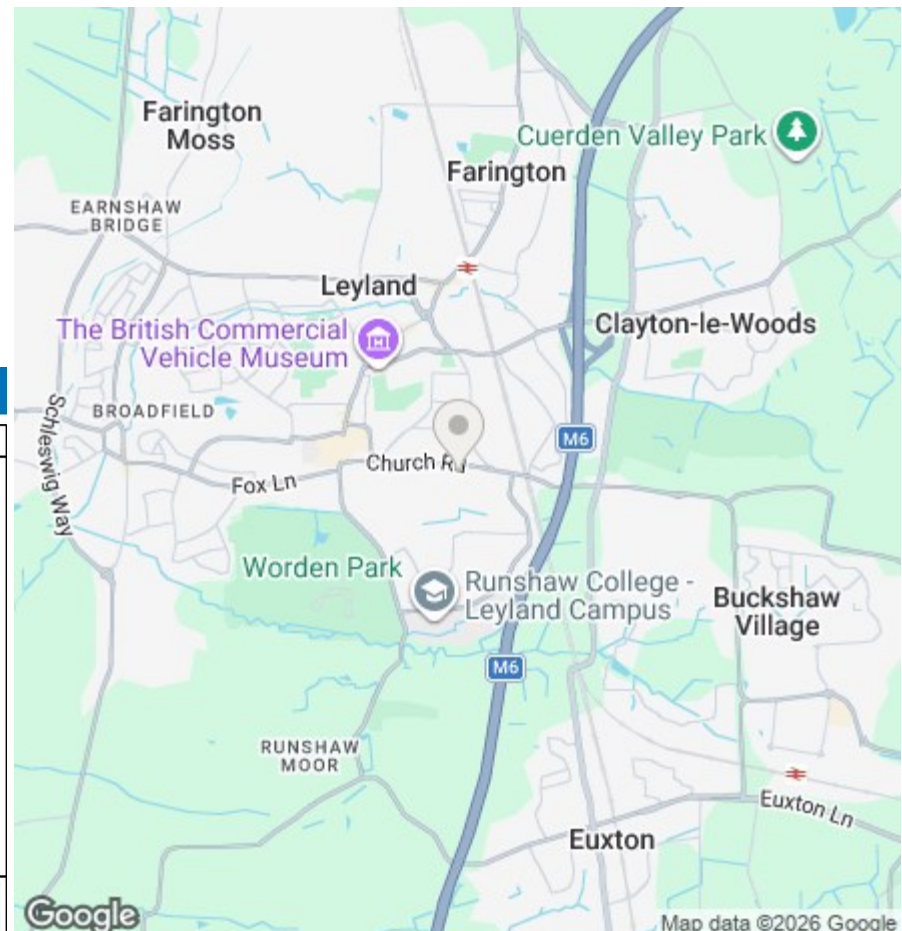 Farington
Moss
Cuerden Valley Park
Farington
EARNSHAW
BRIDGE
Leyland
The British Commercial
Vehicle Museum
Clayton-le-Woods
BROADFIELD
Schleswig Way
M6
Church Rd
Fox Ln
Worden Park
Runshaw College -
Leyland Campus
Buckshaw
Village
M6
RUNSHAW
MOOR
Euxton Ln
Euxton
Google
Map data ©2026 Google